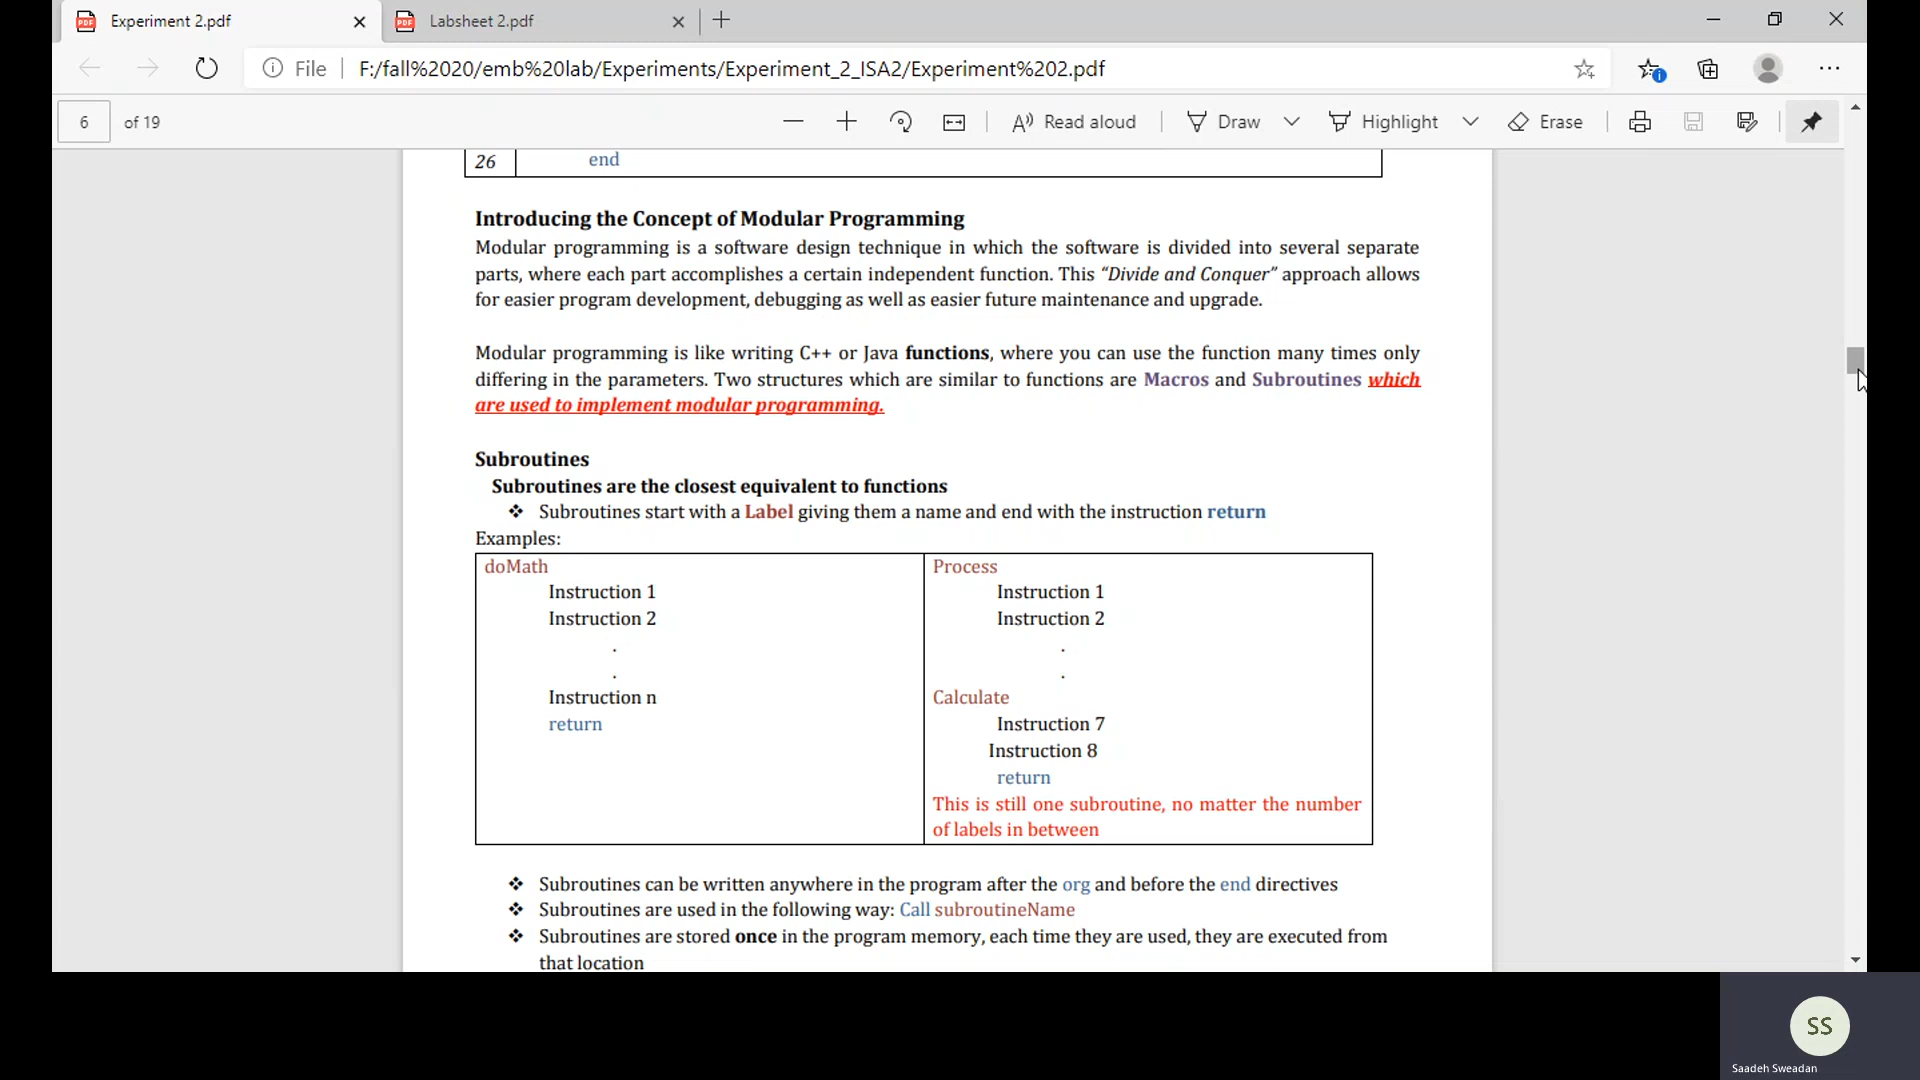 Experiment 2.pdf
Labsheet 2.pdf
File
F:/fall%2020/emb%20lab/Experiments/Experiment_2_ISA2/Experiment%202.pdf
6 of 19
Read aloud
Draw
Highlight
Erase
26 end
Introducing the Concept of Modular Programming
Modular programming is a software design technique in which the software is divided into several separate
parts, where each part accomplishes a certain independent function. This “Divide and Conquer” approach allows
for easier program development, debugging as well as easier future maintenance and upgrade.
Modular programming is like writing C++ or Java functions, where you can use the function many times only
differing in the parameters. Two structures which are similar to functions are Macros and Subroutines which
are used to implement modular programming.
Subroutines
Subroutines are the closest equivalent to functions
❖ Subroutines start with a Label giving them a name and end with the instruction return
Examples:
doMath
Instruction 1
Instruction 2
.
.
Instruction n
return
Process
Instruction 1
Instruction 2
.
.
Calculate
Instruction 7
Instruction 8
return
This is still one subroutine, no matter the number
of labels in between
❖ Subroutines can be written anywhere in the program after the org and before the end directives
❖ Subroutines are used in the following way: Call subroutineName
❖ Subroutines are stored once in the program memory, each time they are used, they are executed from
that location
SS
Saadeh Sweadan